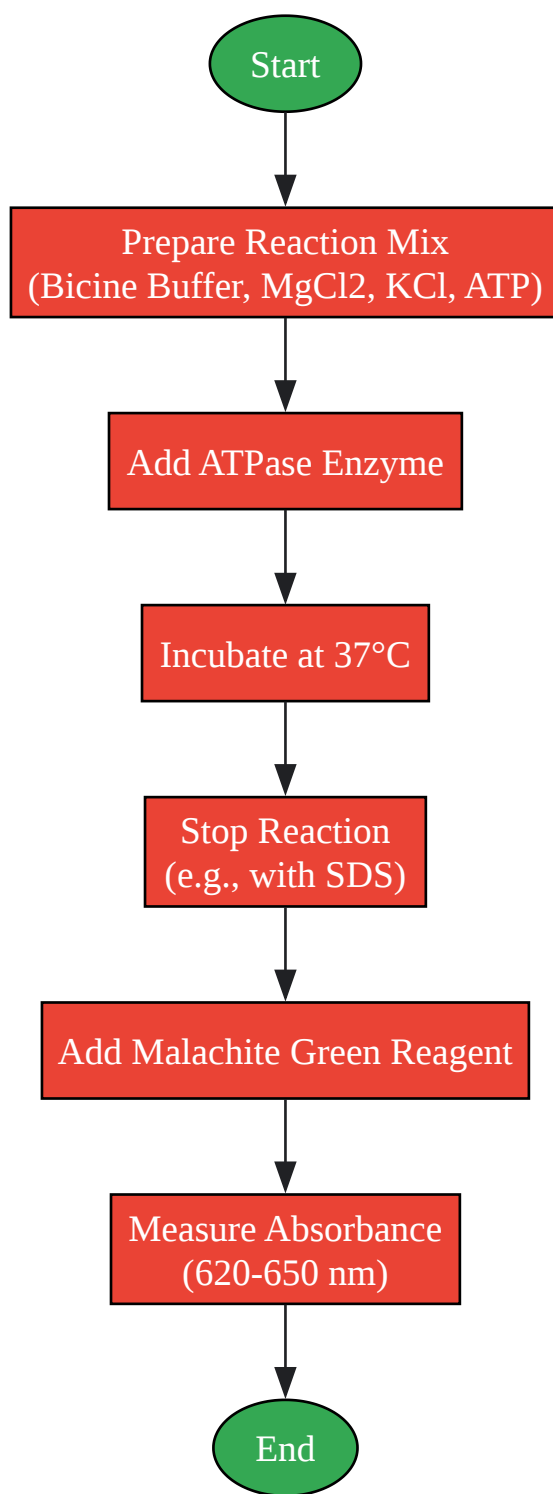 Start
Prepare Reaction Mix
(Bicine Buffer, MgCl2, KCl, ATP)
Add ATPase Enzyme
Incubate at 37°C
Stop Reaction
(e.g., with SDS)
Add Malachite Green Reagent
Measure Absorbance
(620-650 nm)
End